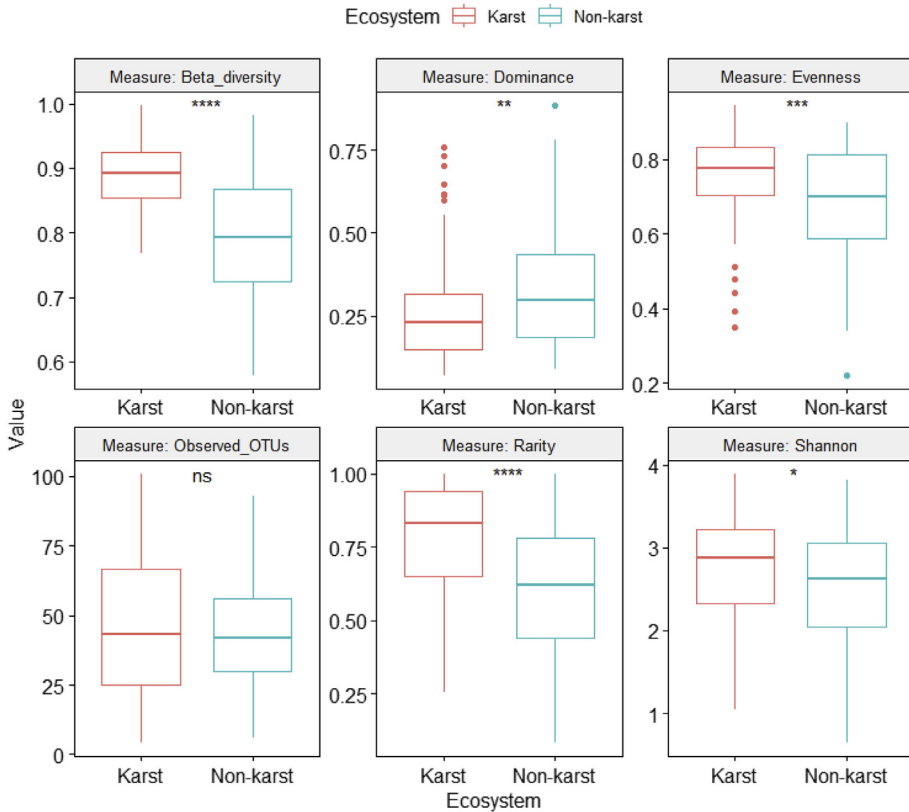 Ecosystem Karst Non-karst
Measure: Beta_diversity Measure: Dominance Measure: Evenness
**** ** ***
1.0
0.9
0.8
0.7
0.6
0.75
0.50
0.25
0.8
0.6
0.4
0.2
Karst Non-karst Karst Non-karst Karst Non-karst
Value
Measure: Observed_OTUs Measure: Rarity Measure: Shannon
ns **** *
100
75
50
25
0
1.00
0.75
0.50
0.25
4
3
2
1
Karst Non-karst Karst Non-karst Karst Non-karst
Ecosystem